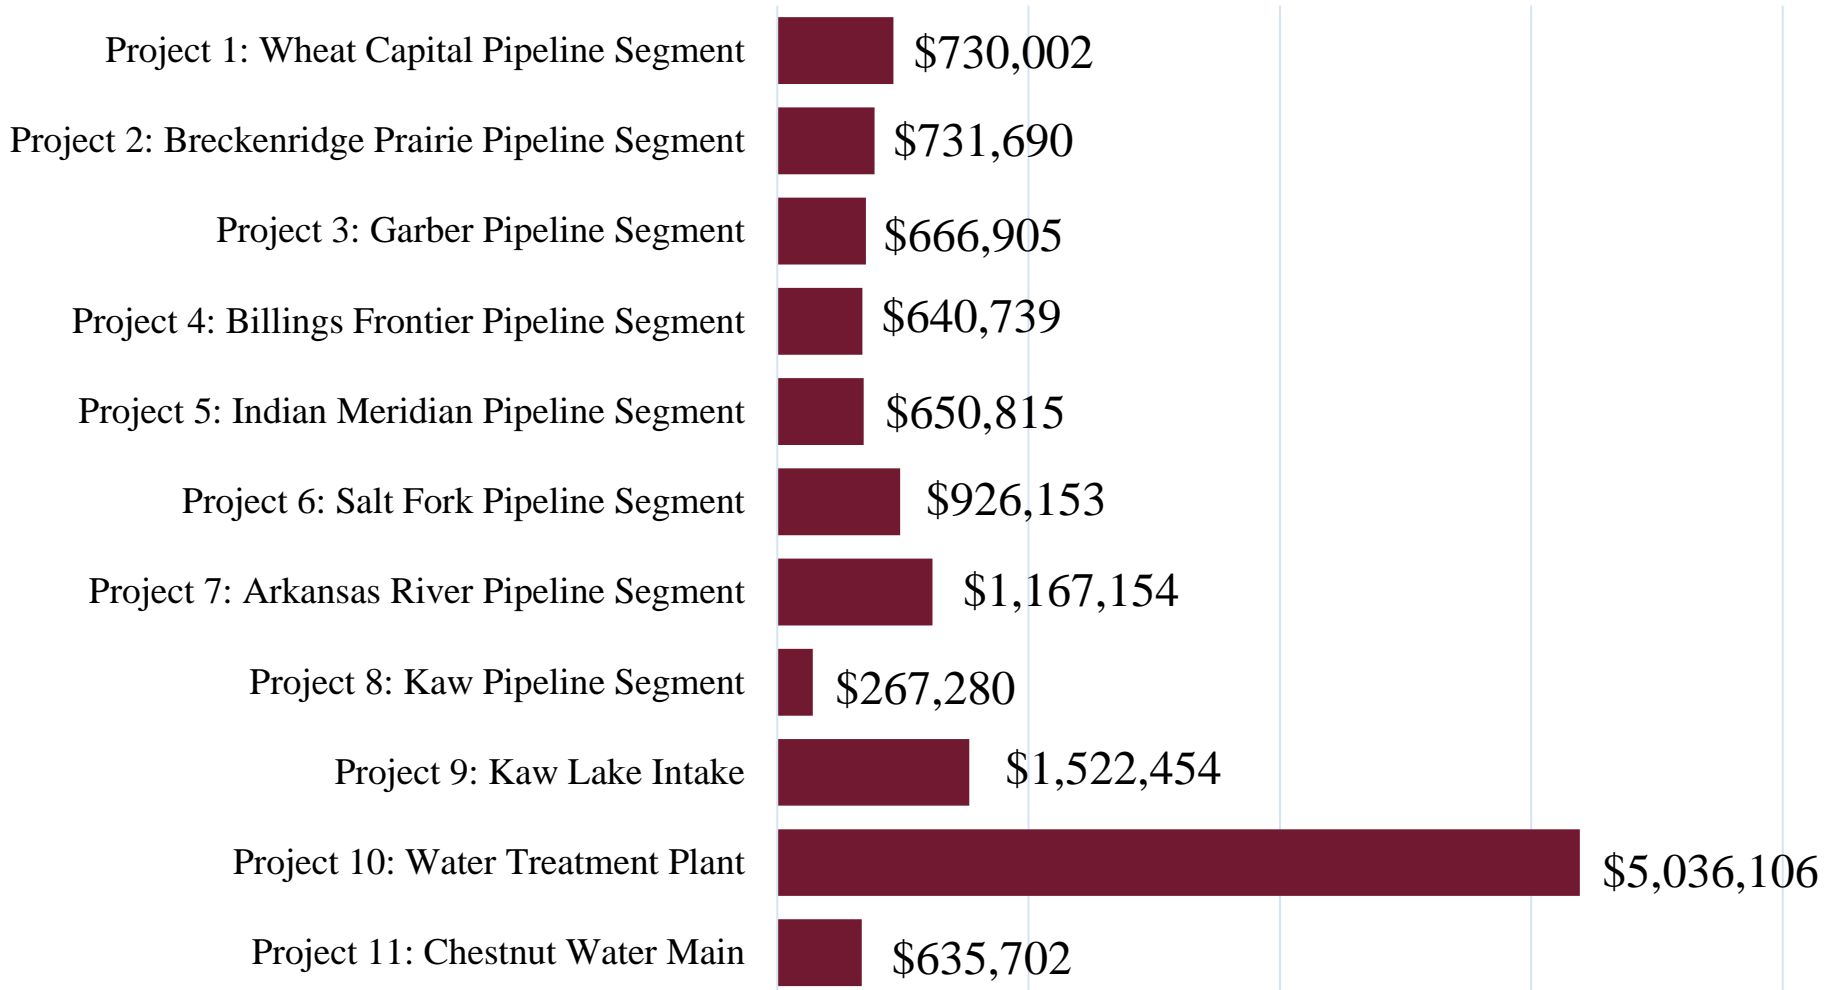 Project 1: Wheat Capital Pipeline Segment $730,002
Project 2: Breckenridge Prairie Pipeline Segment $731,690
Project 3: Garber Pipeline Segment $666,905
Project 4: Billings Frontier Pipeline Segment $640,739
Project 5: Indian Meridian Pipeline Segment $650,815
Project 6: Salt Fork Pipeline Segment $926,153
Project 7: Arkansas River Pipeline Segment $1,167,154
Project 8: Kaw Pipeline Segment $267,280
Project 9: Kaw Lake Intake $1,522,454
Project 10: Water Treatment Plant $5,036,106
Project 11: Chestnut Water Main $635,702